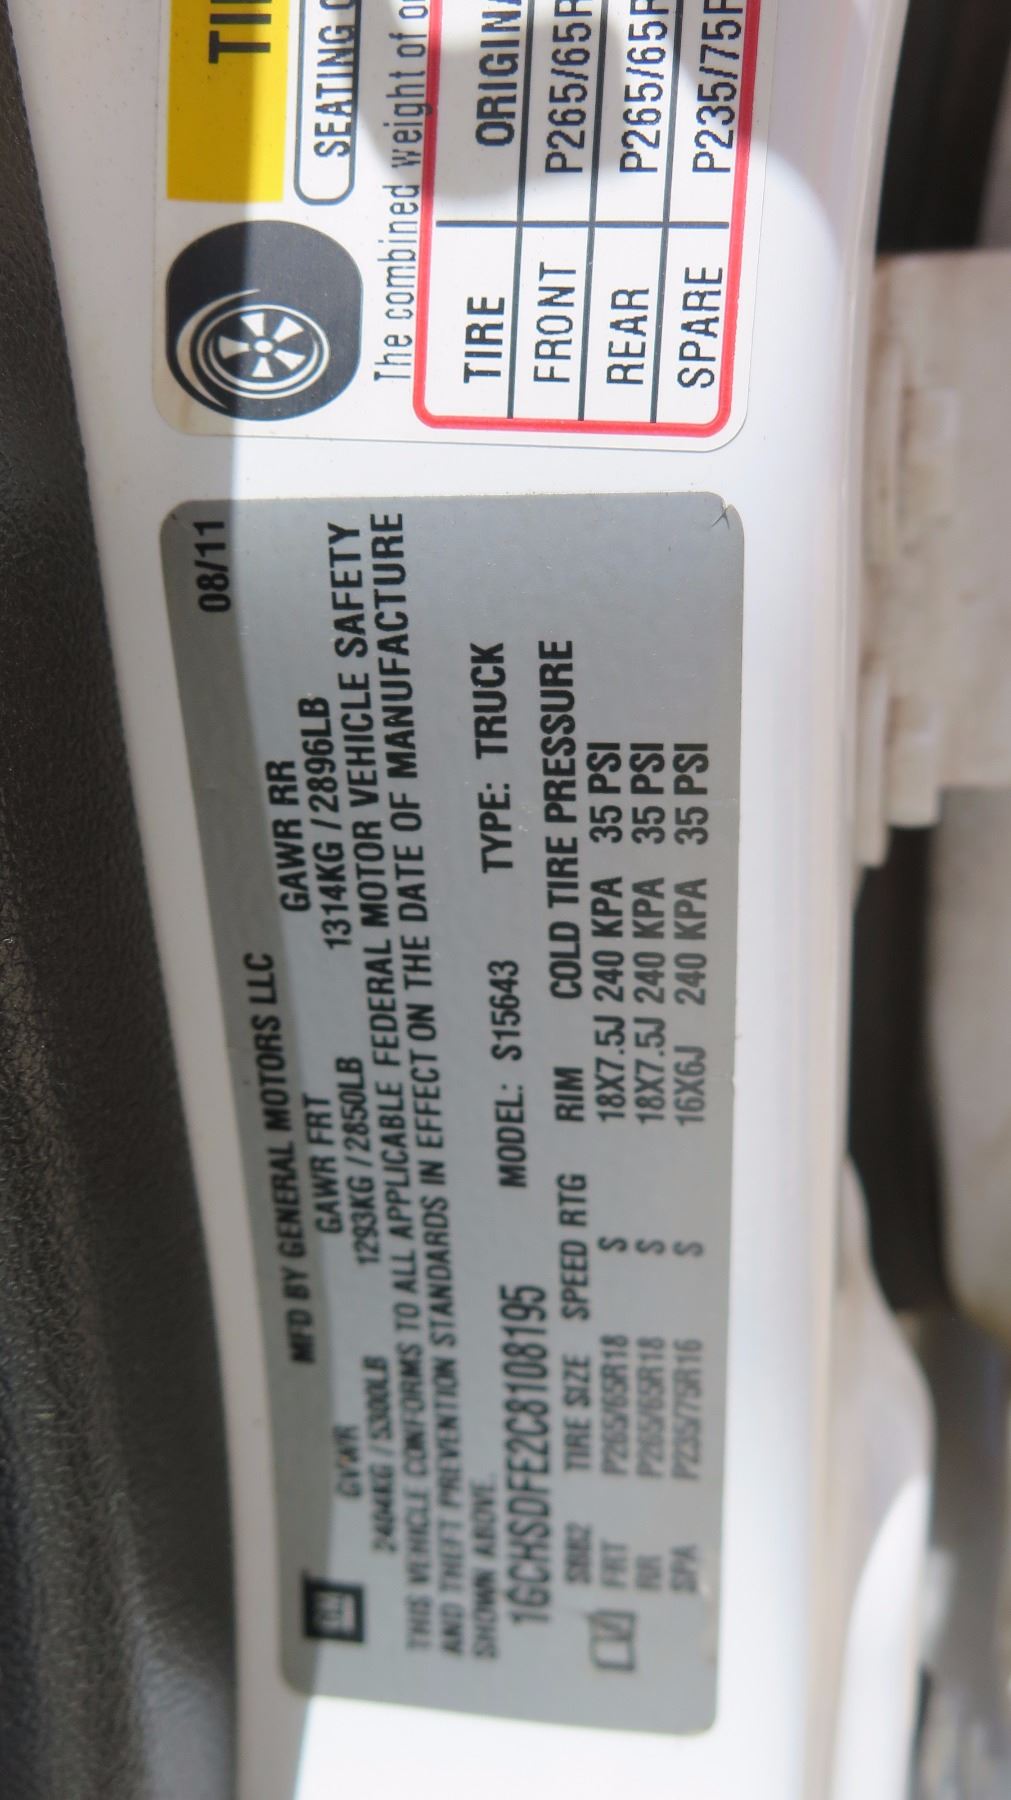 08/11
MFD BY GENERAL MOTORS LLC
GVWR GAWR FRT GAWR RR
2404KG / 5300LB 1293KG / 2850LB 1314KG / 2896LB
THIS VEHICLE CONFORMS TO ALL APPLICABLE FEDERAL MOTOR VEHICLE SAFETY
AND THEFT PREVENTION STANDARDS IN EFFECT ON THE DATE OF MANUFACTURE
SHOWN ABOVE.
1GCHSDFE2C8108195 MODEL: S15643 TYPE: TRUCK
TIRE SIZE SPEED RTG RIM COLD TIRE PRESSURE
FRT P265/65R18 S 18X7.5J 240 KPA 35 PSI
RR P265/65R18 S 18X7.5J 240 KPA 35 PSI
SPA P235/75R16 S 16X6J 240 KPA 35 PSI
SEATING
The combined weight of
TIRE
FRONT P265/65R
REAR P265/65R
SPARE P235/75R